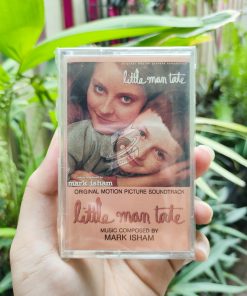 little man tate
mark isham
ORIGINAL MOTION PICTURE SOUNDTRACK
little man tate
MUSIC COMPOSED BY
MARK ISHAM